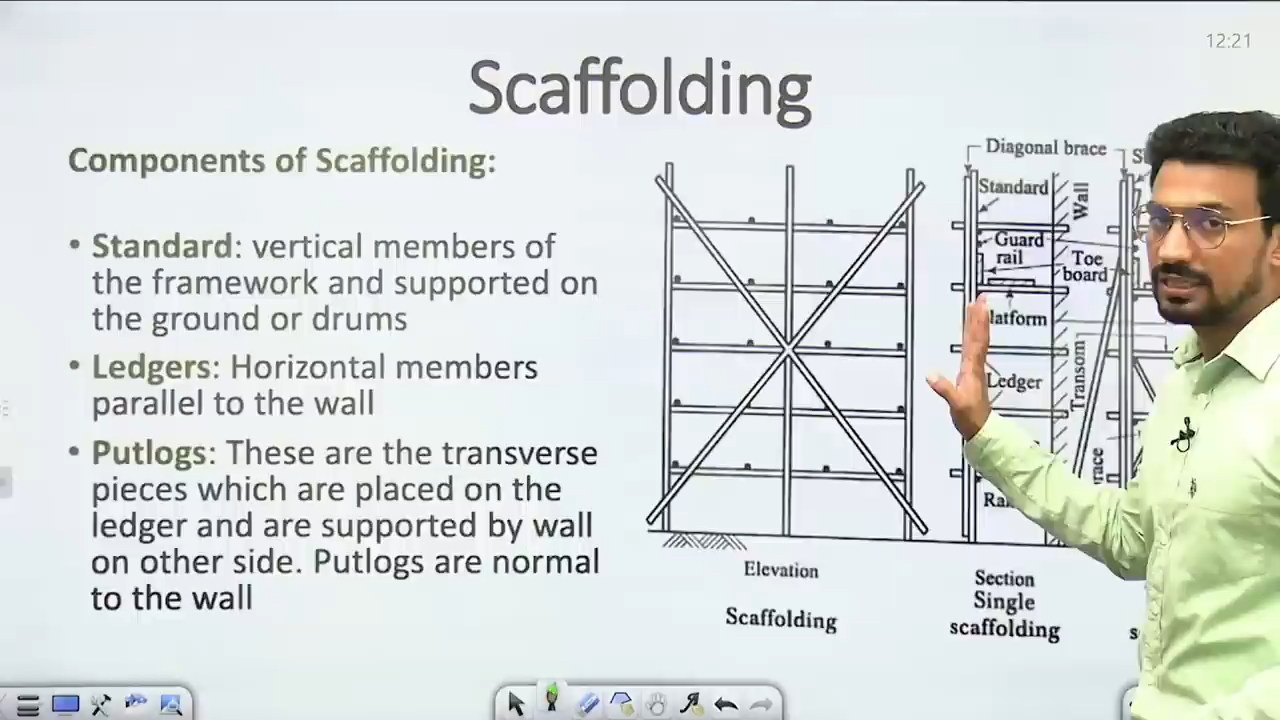 12:21
Scaffolding
Components of Scaffolding:
• Standard: vertical members of
the framework and supported on
the ground or drums
• Ledgers: Horizontal members
parallel to the wall
• Putlogs: These are the transverse
pieces which are placed on the
ledger and are supported by wall
on other side. Putlogs are normal
to the wall
Diagonal brace
Standard
Wall
Guard
rail
Toe
board
latform
Ledger
Transom
Elevation
Scaffolding
Section
Single
scaffolding